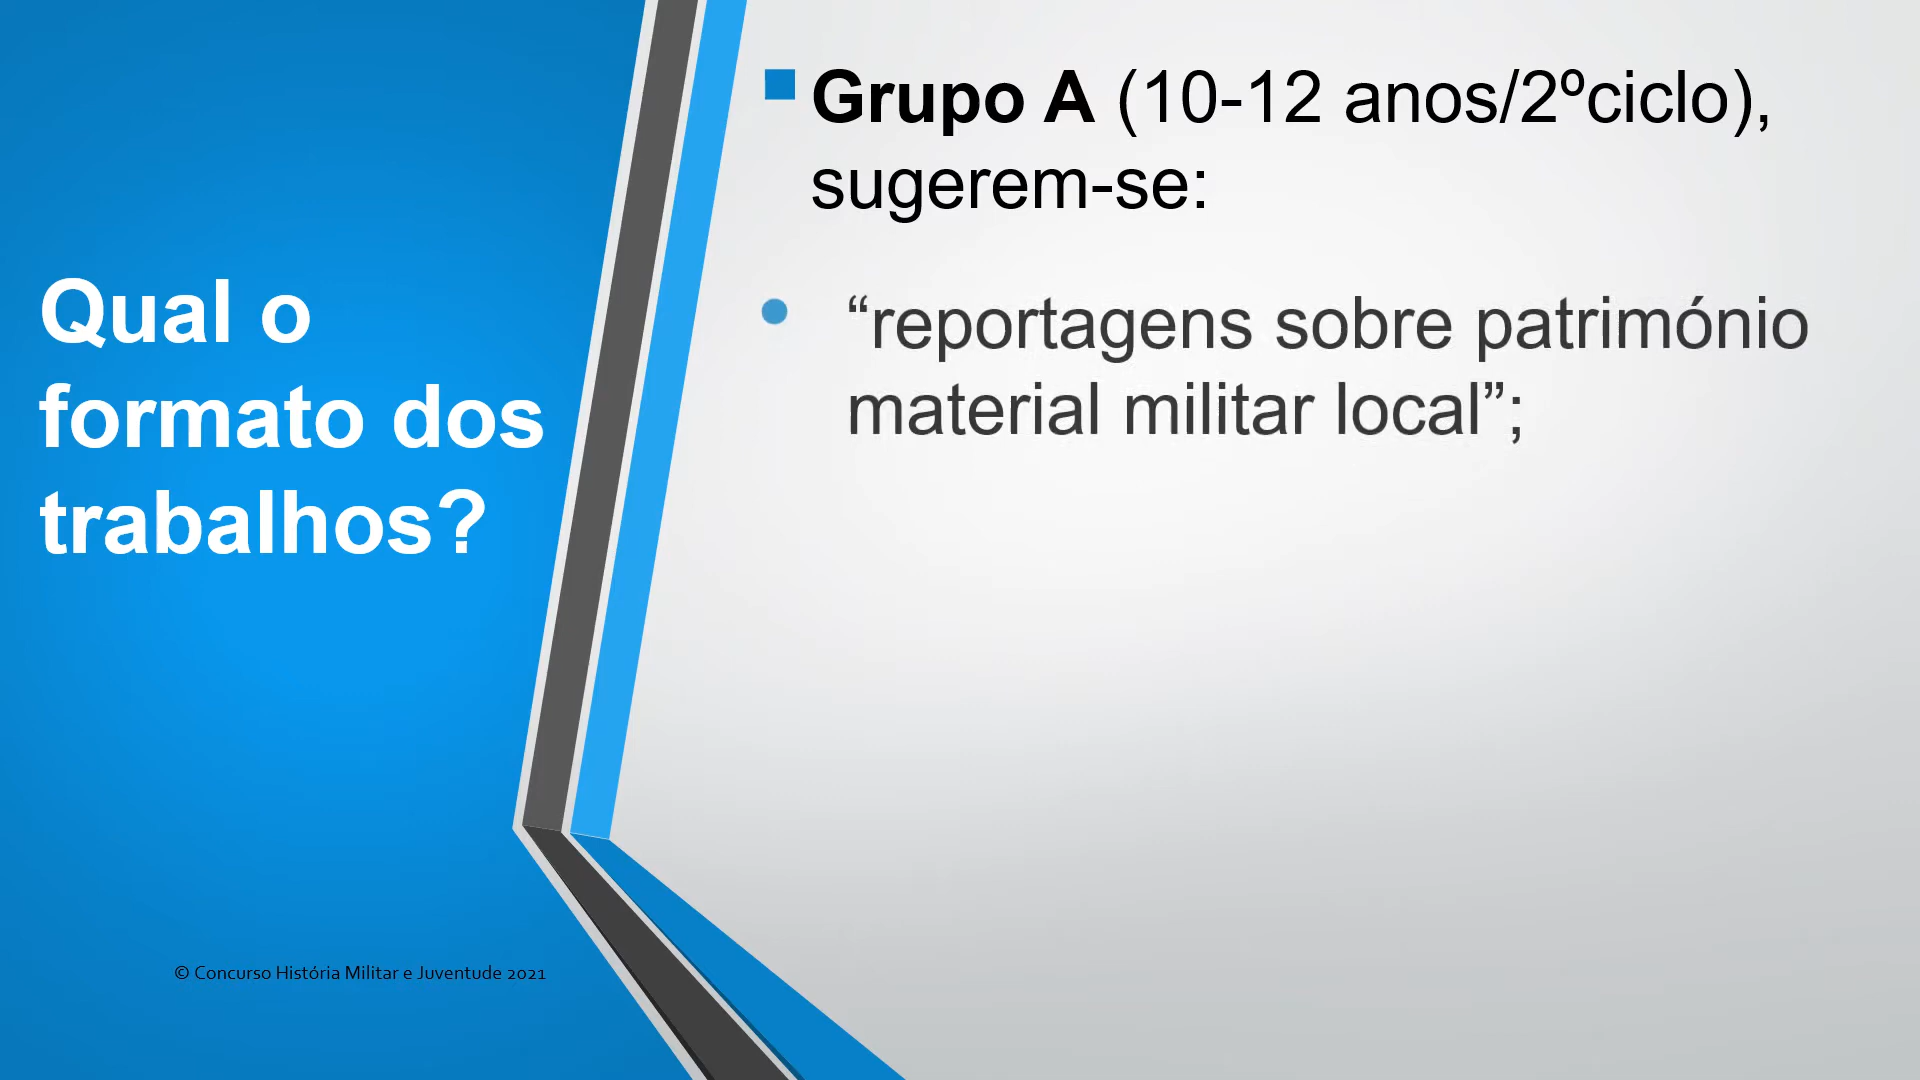 Qual o
formato dos
trabalhos?
Grupo A (10-12 anos/2ºciclo),
sugerem-se:
“reportagens sobre património
material militar local”;
© Concurso História Militar e Juventude 2021